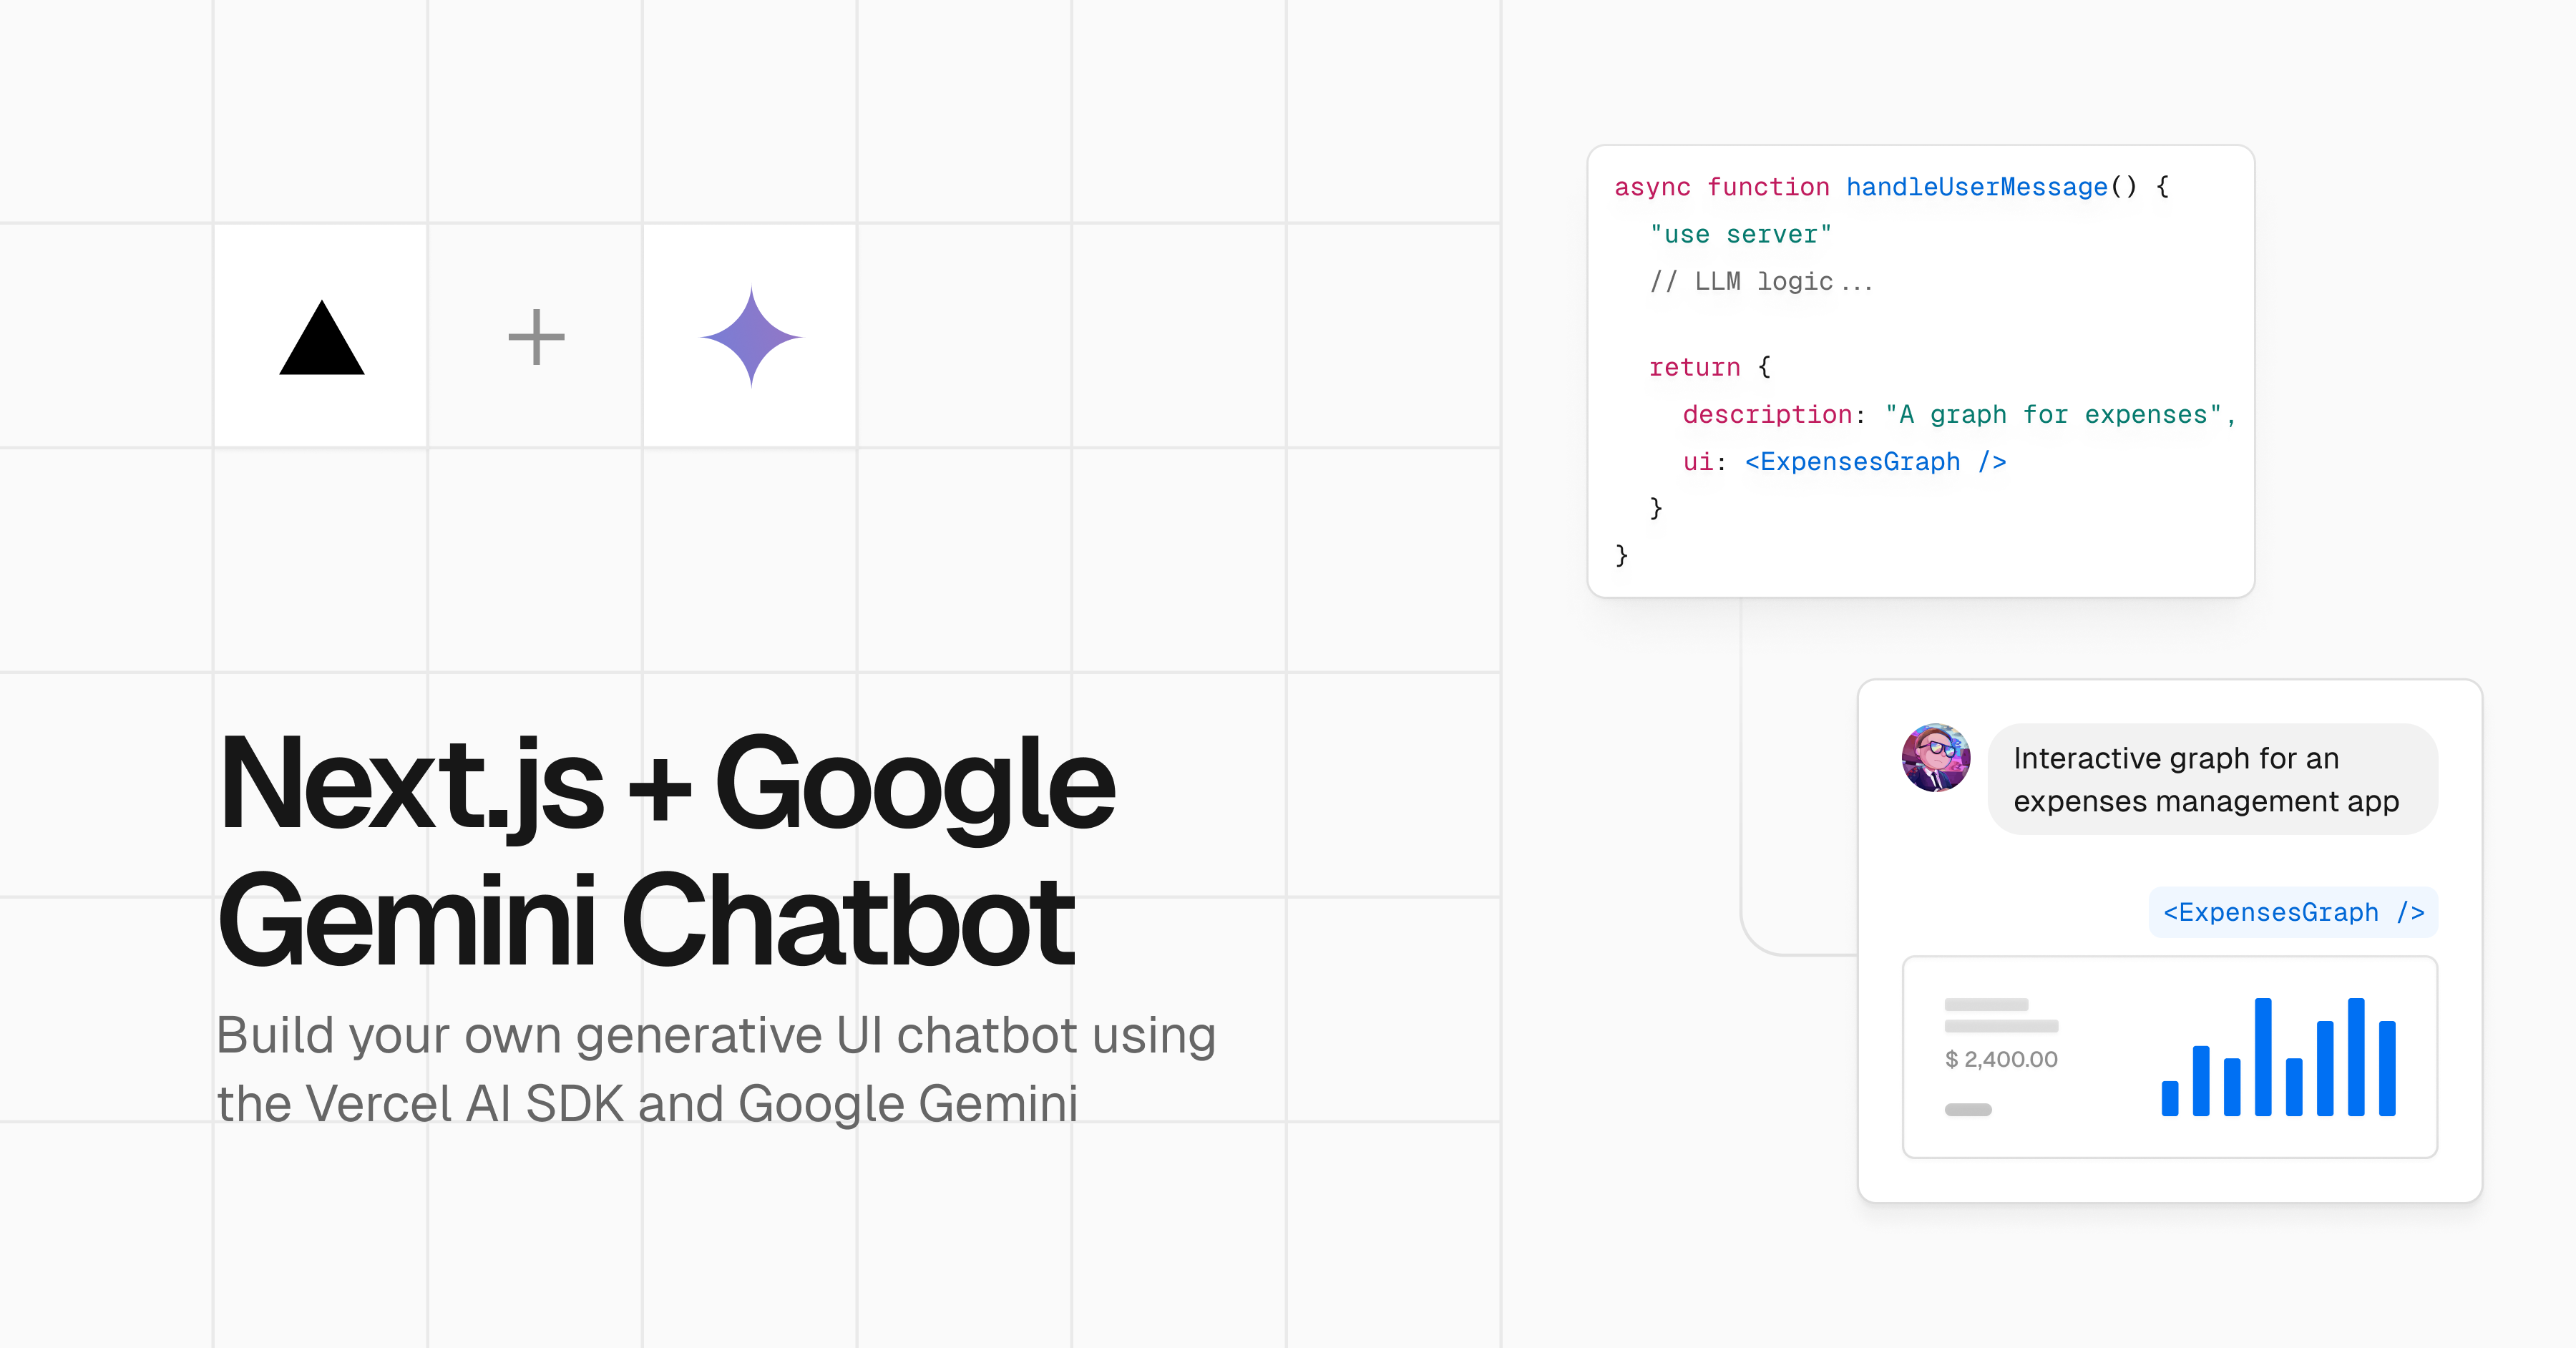 Next.js + Google
Gemini Chatbot
Build your own generative UI chatbot using
the Vercel AI SDK and Google Gemini
async function handleUserMessage() {
"use server"
// LLM logic...
return {
description: "A graph for expenses",
ui: <ExpensesGraph />
}
}
Interactive graph for an
expenses management app
<ExpensesGraph />
$ 2,400.00